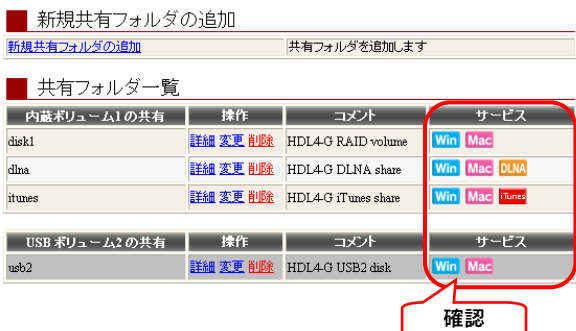 新規共有フォルダの追加
新規共有フォルダの追加 共有フォルダを追加します
共有フォルダ一覧
内蔵ボリューム1の共有 操作 コメント サービス
disk1 詳細 変更 削除 HDL4-G RAID volume Win Mac
dlna 詳細 変更 削除 HDL4-G DLNA share Win Mac DLNA
itunes 詳細 変更 削除 HDL4-G iTunes share Win Mac iTunes
USB ボリューム2 の共有 操作 コメント サービス
usb2 詳細 変更 削除 HDL4-G USB2 disk Win Mac
確認